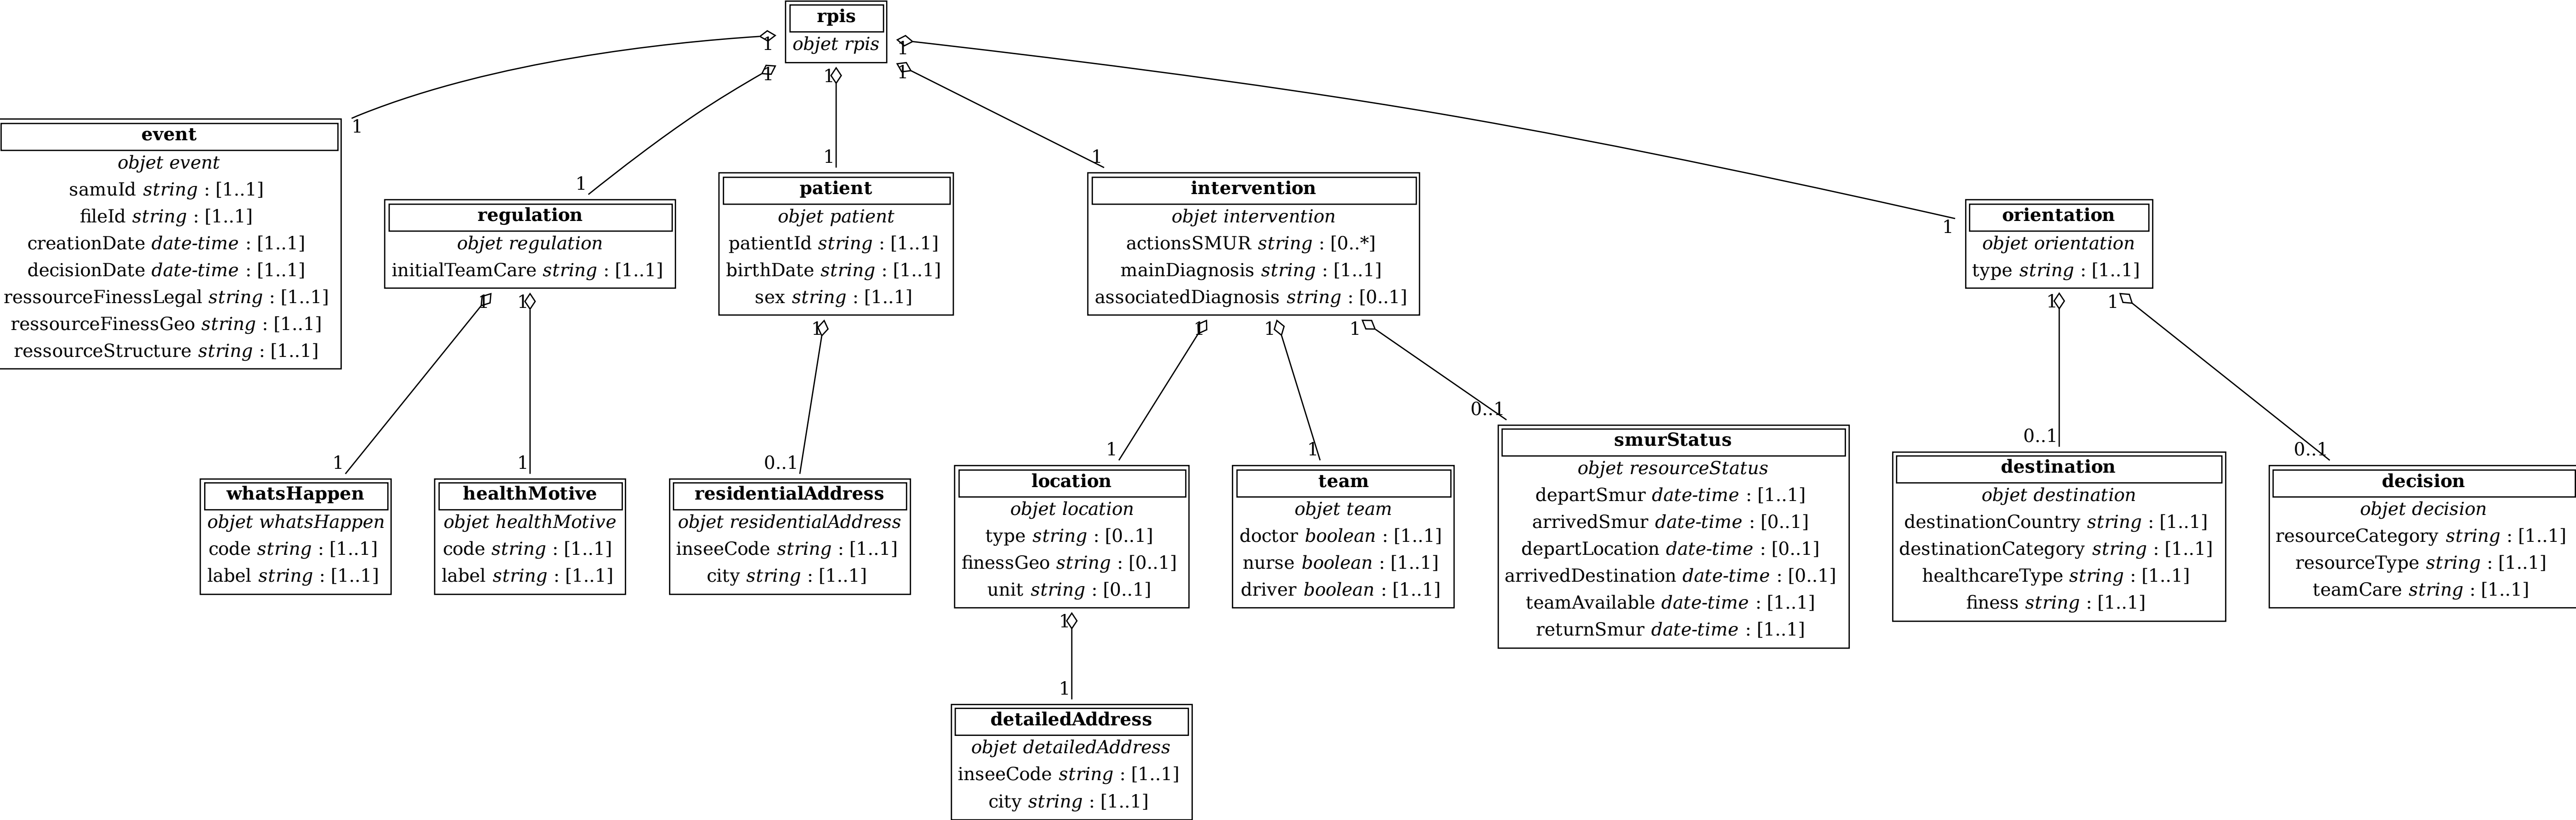 rpis
objet rpis
1
1
1
1
1
1
1
1
1
1
event
objet event
samuId string : [1..1]
fileId string : [1..1]
creationDate date-time : [1..1]
decisionDate date-time : [1..1]
ressourceFinessLegal string : [1..1]
ressourceFinessGeo string : [1..1]
ressourceStructure string : [1..1]
regulation
objet regulation
initialTeamCare string : [1..1]
1
1
patient
objet patient
patientId string : [1..1]
birthDate string : [1..1]
sex string : [1..1]
1
intervention
objet intervention
actionsSMUR string : [0..*]
mainDiagnosis string : [1..1]
associatedDiagnosis string : [0..1]
1
1
1
orientation
objet orientation
type string : [1..1]
1
1
1
whatsHappen
objet whatsHappen
code string : [1..1]
label string : [1..1]
1
healthMotive
objet healthMotive
code string : [1..1]
label string : [1..1]
0..1
residentialAddress
objet residentialAddress
inseeCode string : [1..1]
city string : [1..1]
1
location
objet location
type string : [0..1]
finessGeo string : [0..1]
unit string : [0..1]
1
1
team
objet team
doctor boolean : [1..1]
nurse boolean : [1..1]
driver boolean : [1..1]
0..1
smurStatus
objet resourceStatus
departSmur date-time : [1..1]
arrivedSmur date-time : [0..1]
departLocation date-time : [0..1]
arrivedDestination date-time : [0..1]
teamAvailable date-time : [1..1]
returnSmur date-time : [1..1]
0..1
destination
objet destination
destinationCountry string : [1..1]
destinationCategory string : [1..1]
healthcareType string : [1..1]
finess string : [1..1]
0..1
decision
objet decision
resourceCategory string : [1..1]
resourceType string : [1..1]
teamCare string : [1..1]
1
detailedAddress
objet detailedAddress
inseeCode string : [1..1]
city string : [1..1]